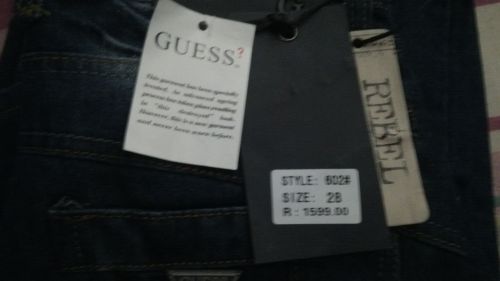 GUESS?
This garment has been specially
treated. An advanced ageing
process has taken place resulting
in "this destroyed" look.
However, this is a new garment
and never been worn before.
REBEL
STYLE: 602#
SIZE: 28
R: 1599.00